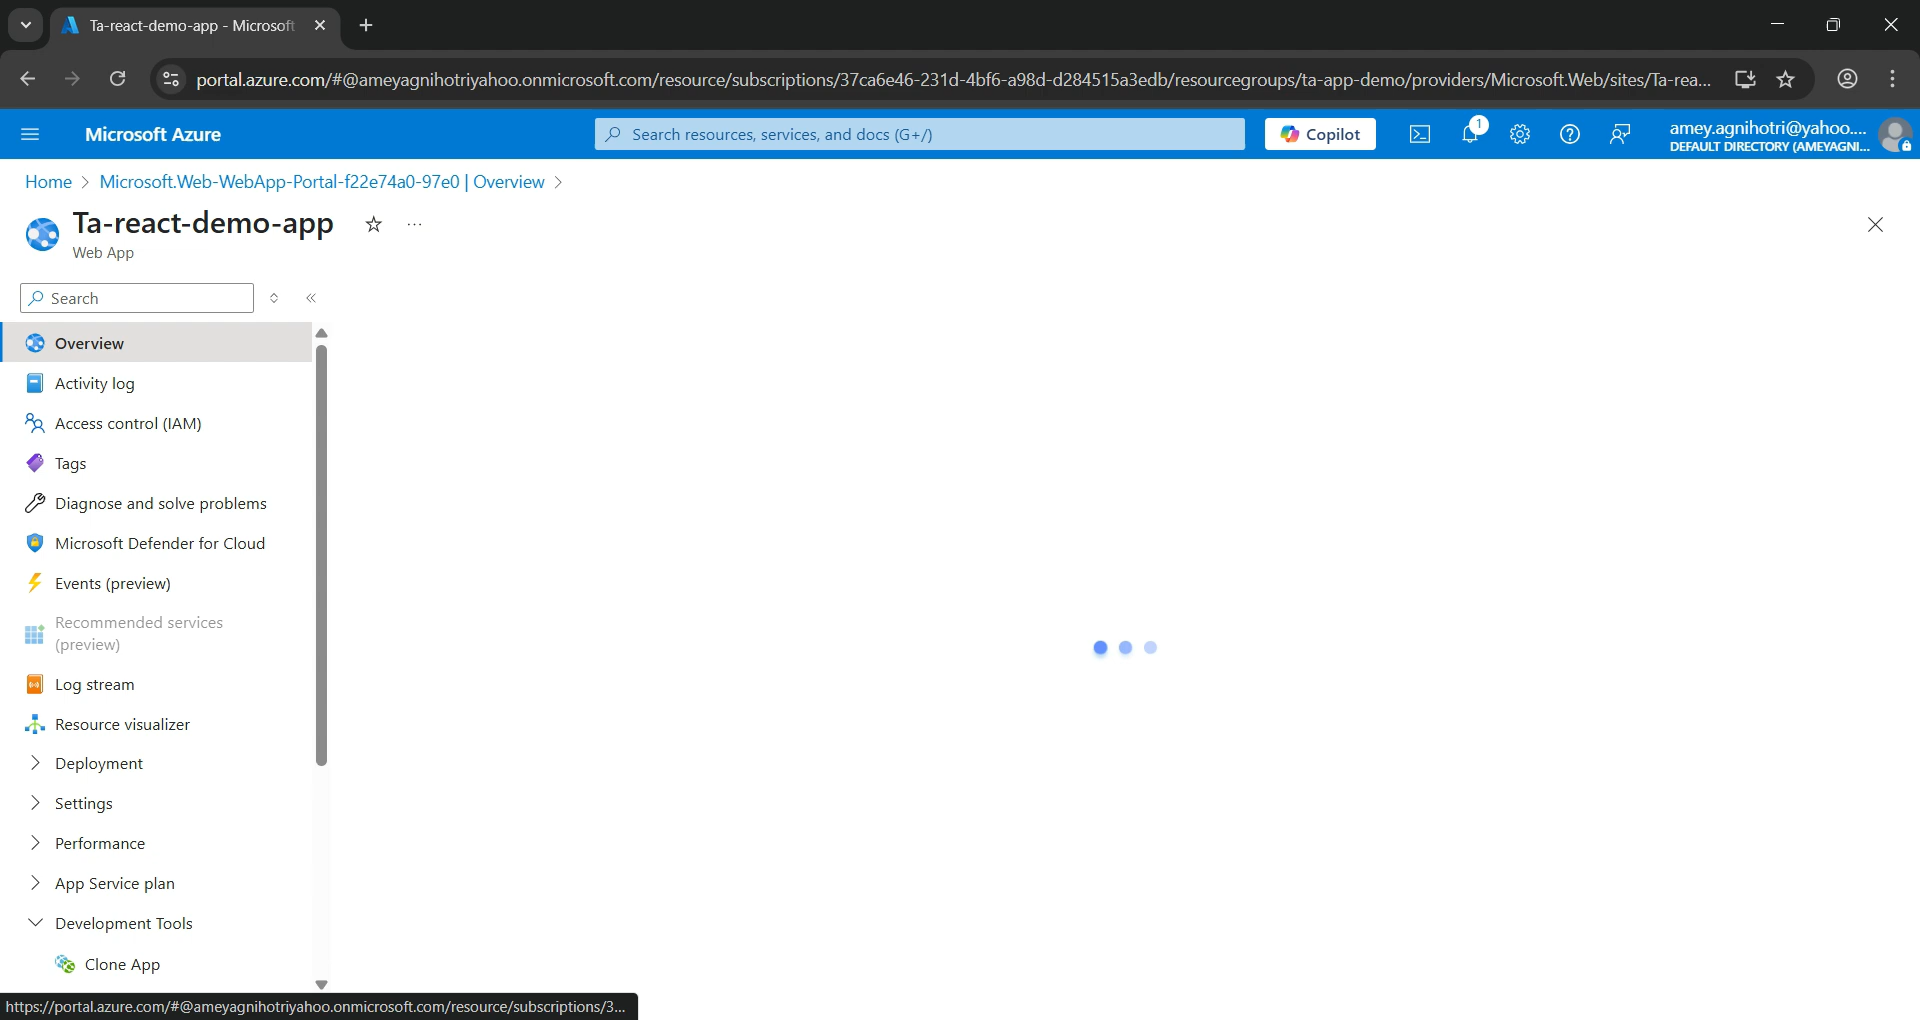 Ta-react-demo-app - Microsoft
portal.azure.com/#@ameyagnihotriyahoo.onmicrosoft.com/resource/subscriptions/37ca6e46-231d-4bf6-a98d-d284515a3edb/resourcegroups/ta-app-demo/providers/Microsoft.Web/sites/Ta-rea...
Microsoft Azure
Search resources, services, and docs (G+/)
Copilot
1
amey.agnihotri@yahoo....
DEFAULT DIRECTORY (AMEYAGNI...
Home > Microsoft.Web-WebApp-Portal-f22e74a0-97e0 | Overview >
Ta-react-demo-app
...
Web App
Search
Overview
Activity log
Access control (IAM)
Tags
Diagnose and solve problems
Microsoft Defender for Cloud
Events (preview)
Recommended services
(preview)
Log stream
Resource visualizer
Deployment
Settings
Performance
App Service plan
Development Tools
Clone App
https://portal.azure.com/#@ameyagnihotriyahoo.onmicrosoft.com/resource/subscriptions/3...